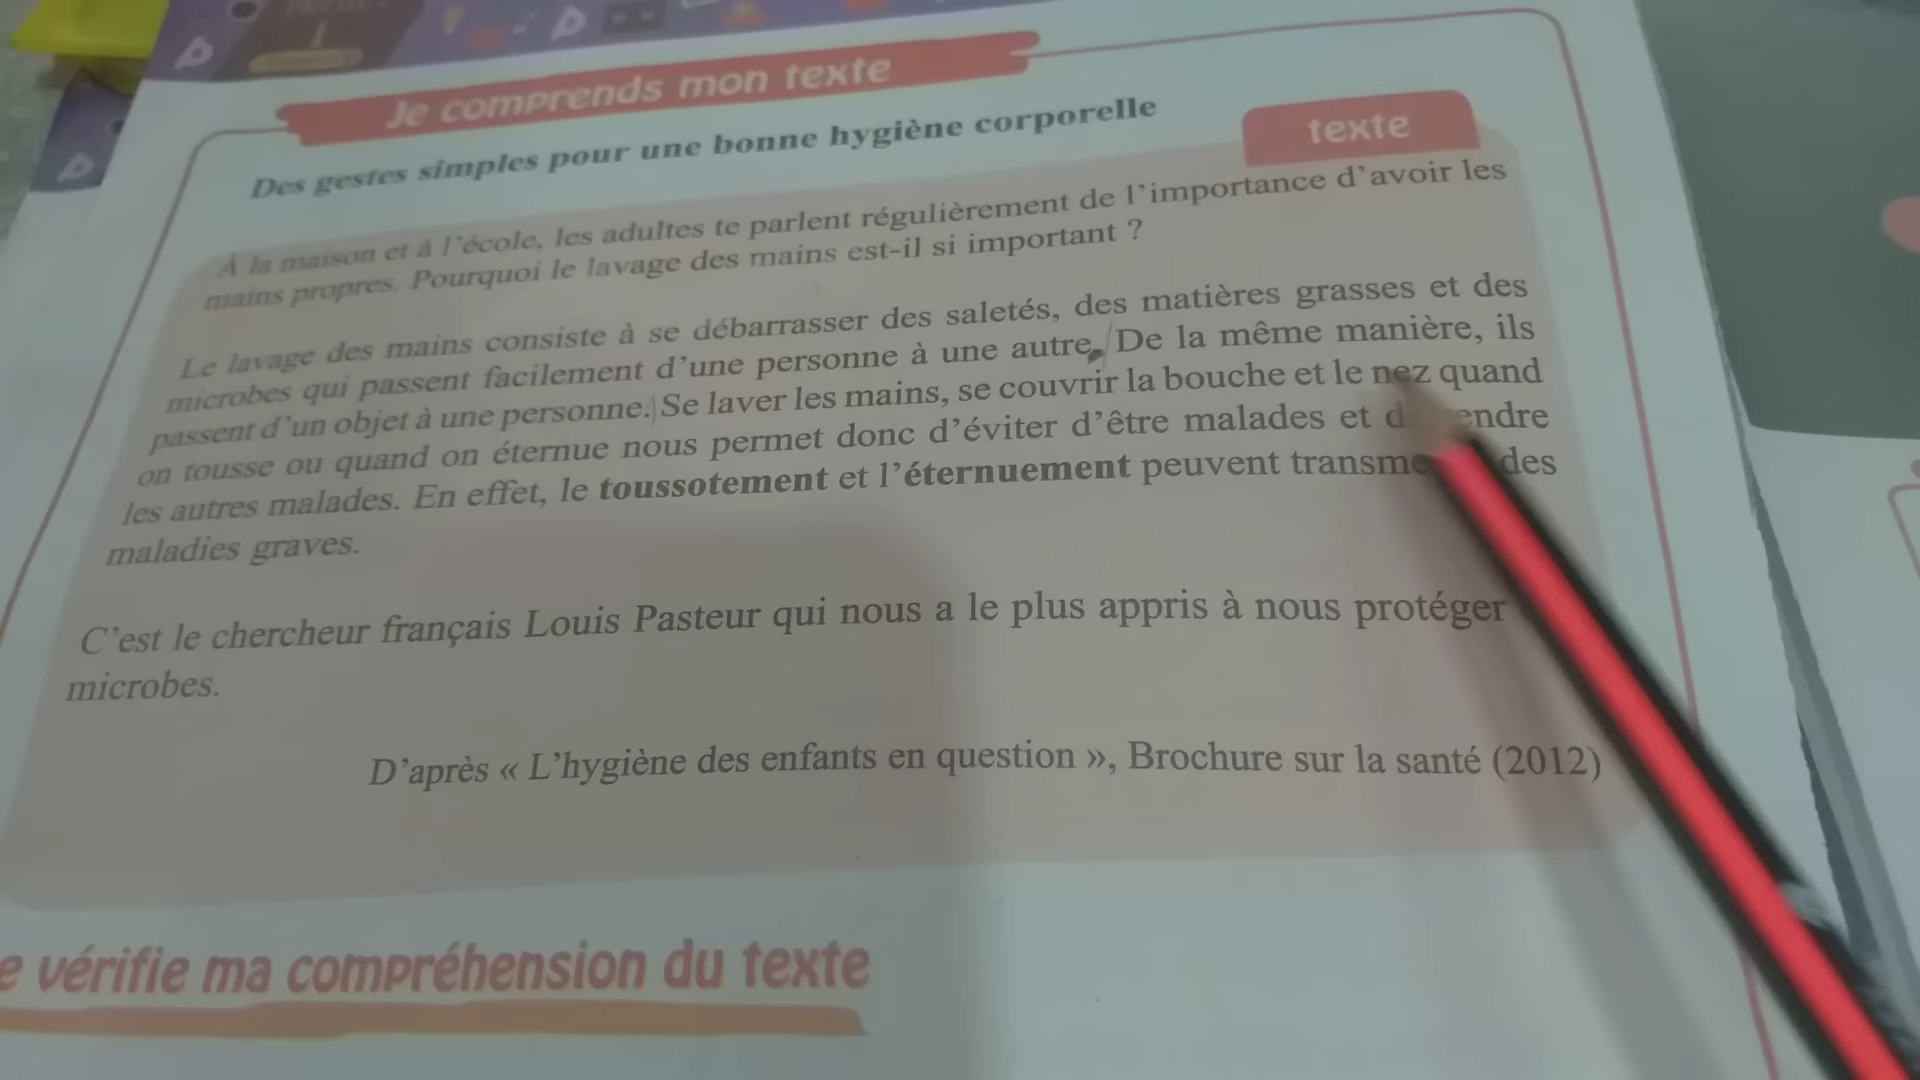 Je comprends mon texte
Des gestes simples pour une bonne hygiène corporelle
texte
À la maison et à l'école, les adultes te parlent régulièrement de l'importance d'avoir les
mains propres. Pourquoi le lavage des mains est-il si important ?
Le lavage des mains consiste à se débarrasser des saletés, des matières grasses et des
microbes qui passent facilement d'une personne à une autre. De la même manière, ils
passent d'un objet à une personne. Se laver les mains, se couvrir la bouche et le nez quand
on tousse ou quand on éternue nous permet donc d'éviter d'être malades et
les autres malades. En effet, le toussotement et l'éternuement peuvent des
maladies graves.
C'est le chercheur français Louis Pasteur qui nous a le plus appris à nous protéger
microbes.
D'après « L'hygiène des enfants en question », Brochure sur la santé (2012)
vérifie ma compréhension du texte